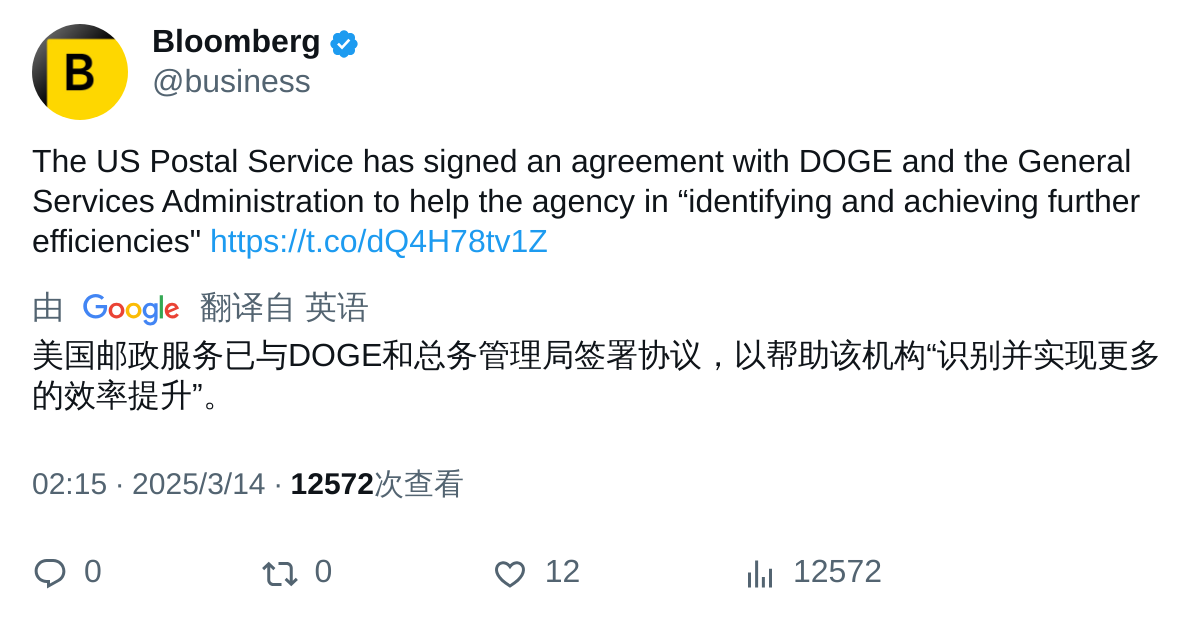 B
Bloomberg
@business
The US Postal Service has signed an agreement with DOGE and the General
Services Administration to help the agency in “identifying and achieving further
efficiencies" https://t.co/dQ4H78tv1Z
由 Google 翻译自 英语
美国邮政服务已与DOGE和总务管理局签署协议，以帮助该机构“识别并实现更多
的效率提升”。
02:15 · 2025/3/14 · 12572次查看
0 0 12 12572